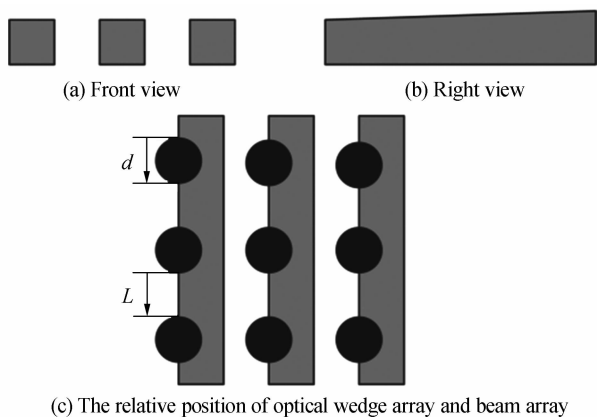 (a) Front view
(b) Right view
d
L
(c) The relative position of optical wedge array and beam array